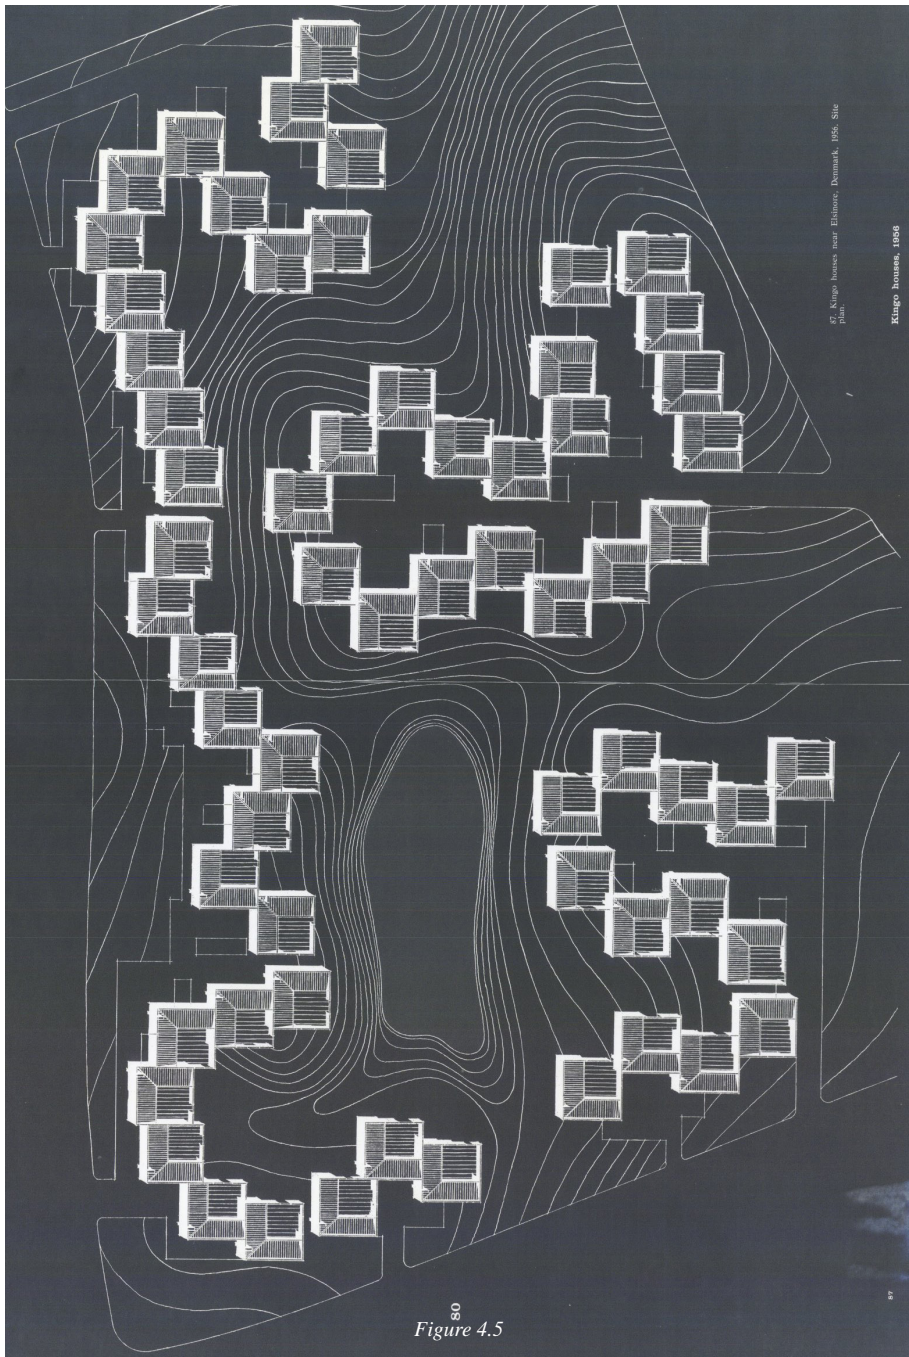 87. Kingo houses near Elsinore, Denmark, 1956. Site
plan.
Kingo houses, 1956
87
80
Figure 4.5